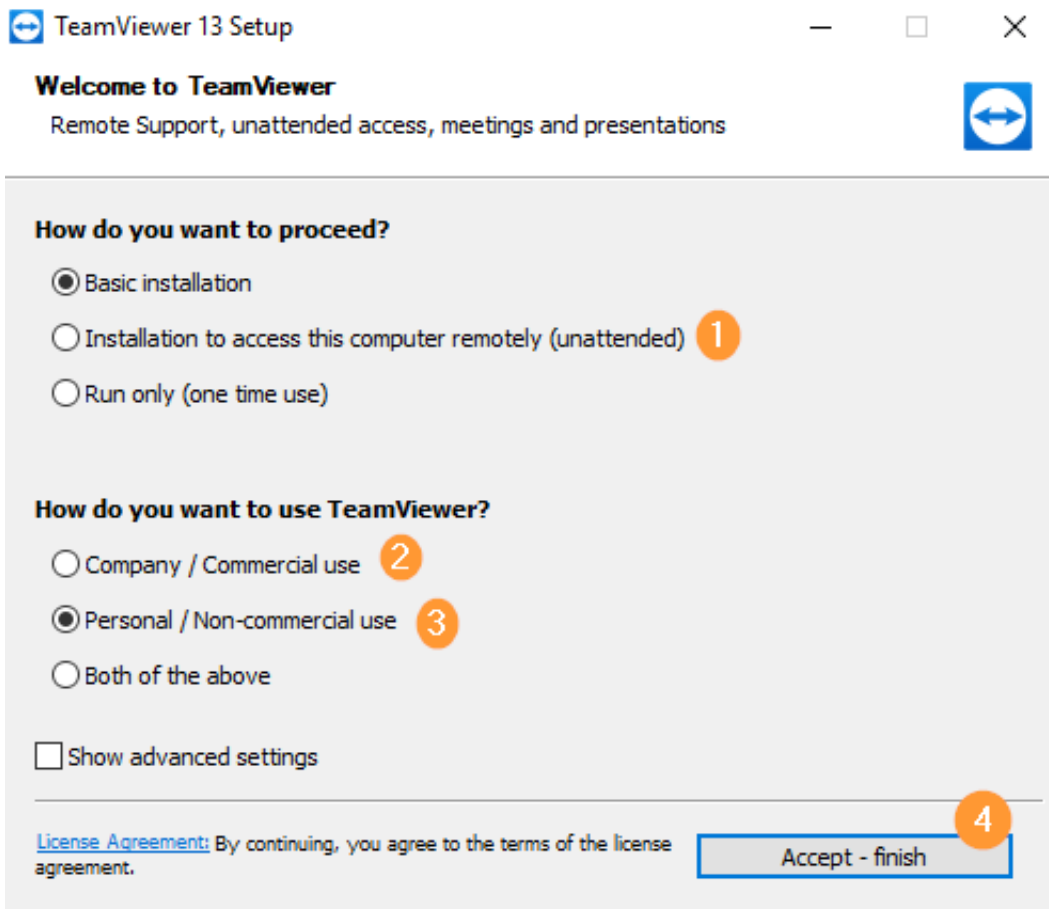 TeamViewer 13 Setup
Welcome to TeamViewer
Remote Support, unattended access, meetings and presentations
How do you want to proceed?
Basic installation
Installation to access this computer remotely (unattended) 1
Run only (one time use)
How do you want to use TeamViewer?
Company / Commercial use 2
Personal / Non-commercial use 3
Both of the above
Show advanced settings
4
License Agreement: By continuing, you agree to the terms of the license
agreement.
Accept - finish